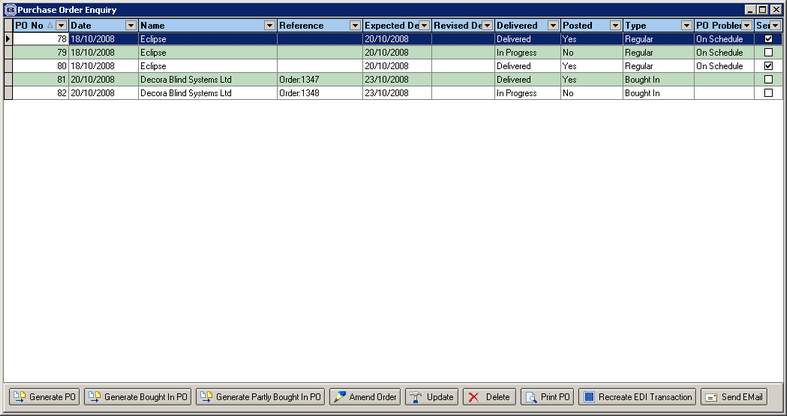 Purchase Order Enquiry
PO No Date Name Reference Expected De Revised De Delivered Posted Type PO Problem Sen
78 18/10/2008 Eclipse 20/10/2008 Delivered Yes Regular On Schedule
79 18/10/2008 Eclipse 20/10/2008 In Progress No Regular On Schedule
80 18/10/2008 Eclipse 20/10/2008 Delivered Yes Regular On Schedule
81 20/10/2008 Decora Blind Systems Ltd Order:1347 23/10/2008 Delivered Yes Bought In
82 20/10/2008 Decora Blind Systems Ltd Order:1348 23/10/2008 In Progress No Bought In
Generate PO Generate Bought In PO Generate Partly Bought In PO Amend Order Update Delete Print PO Recreate EDI Transaction Send EMail